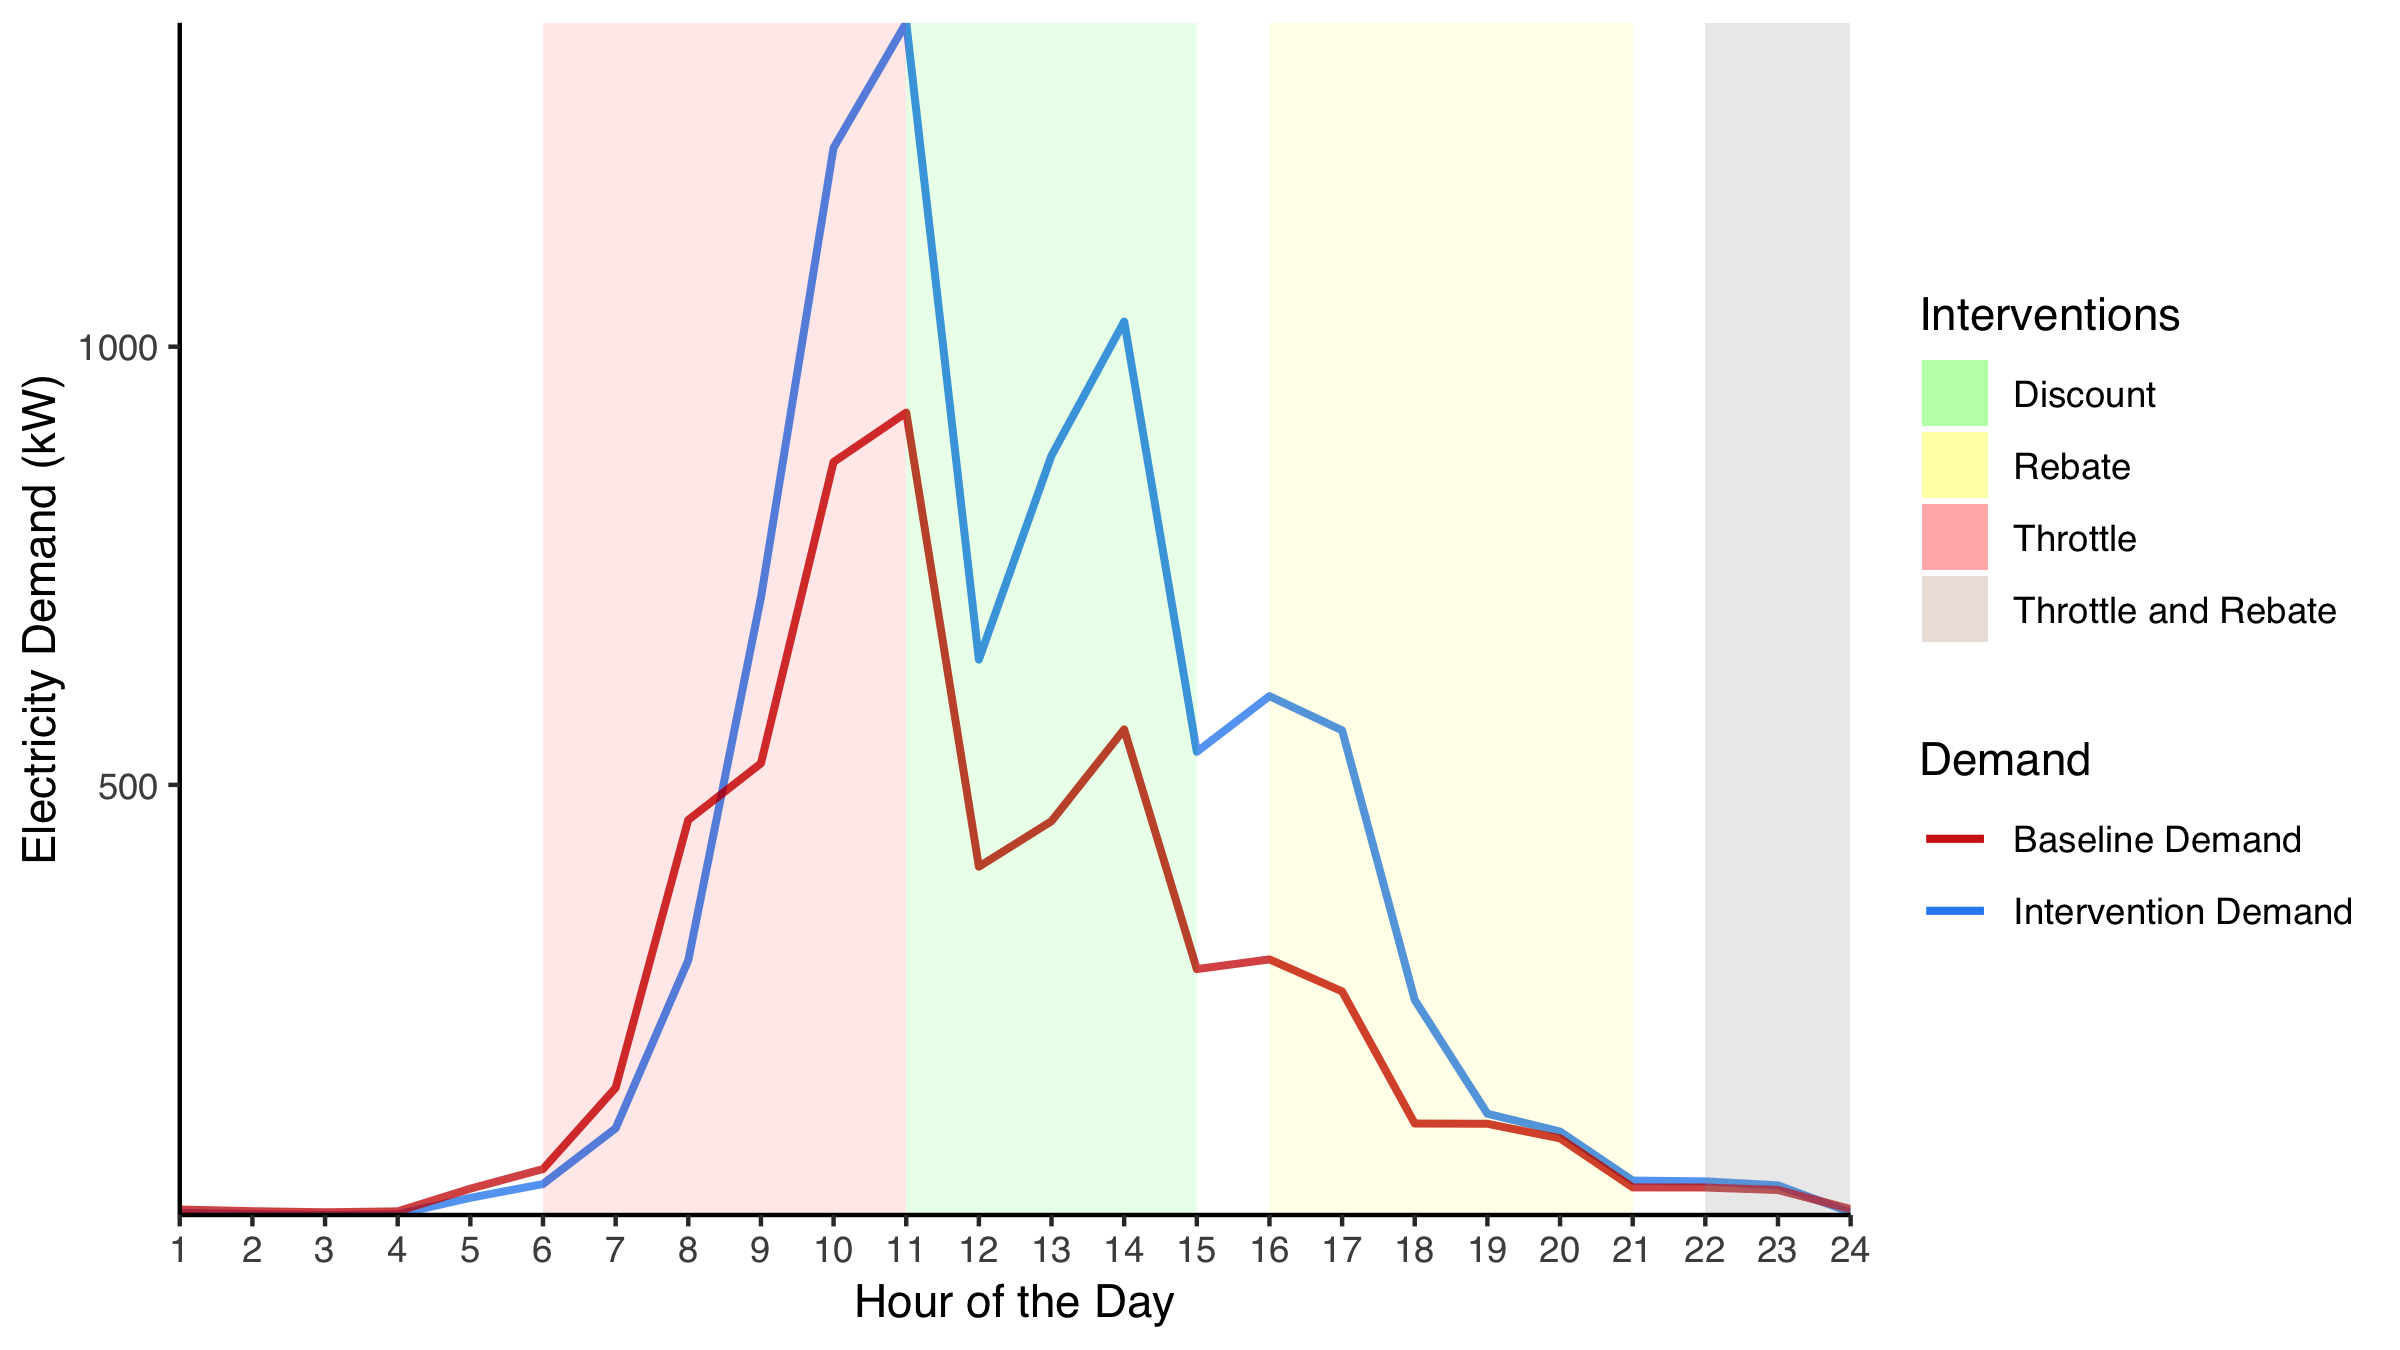 Electricity Demand (kW)
1000
500
1 2 3 4 5 6 7 8 9 10 11 12 13 14 15 16 17 18 19 20 21 22 23 24
Hour of the Day
Interventions
Discount
Rebate
Throttle
Throttle and Rebate
Demand
Baseline Demand
Intervention Demand